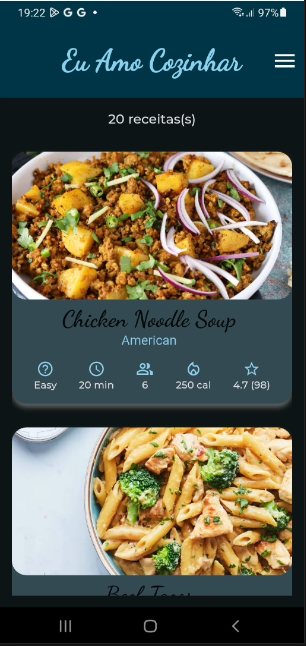 19:22 G G • 97%
Eu Amo Cozinhar
20 receitas(s)
Chicken Noodle Soup
American
Easy 20 min 6 250 cal 4.7 (98)
Beef Tacos